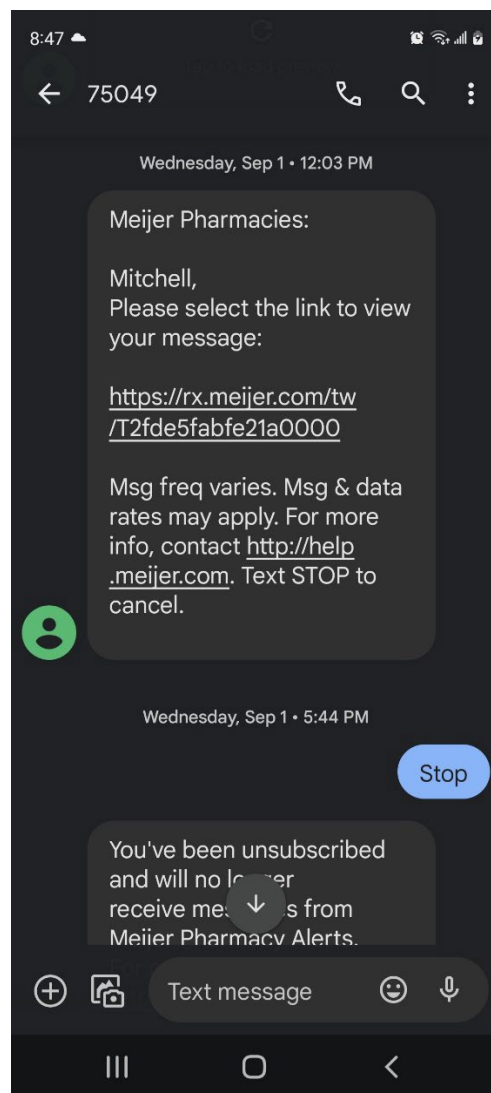 8:47
75049
Wednesday, Sep 1 • 12:03 PM
Meijer Pharmacies:
Mitchell,
Please select the link to view
your message:
https://rx.meijer.com/tw
/T2fde5fabfe21a0000
Msg freq varies. Msg & data
rates may apply. For more
info, contact http://help
.meijer.com. Text STOP to
cancel.
Wednesday, Sep 1 • 5:44 PM
Stop
You've been unsubscribed
and will no
receive from
Meijer Pharmacy Alerts.
Text message